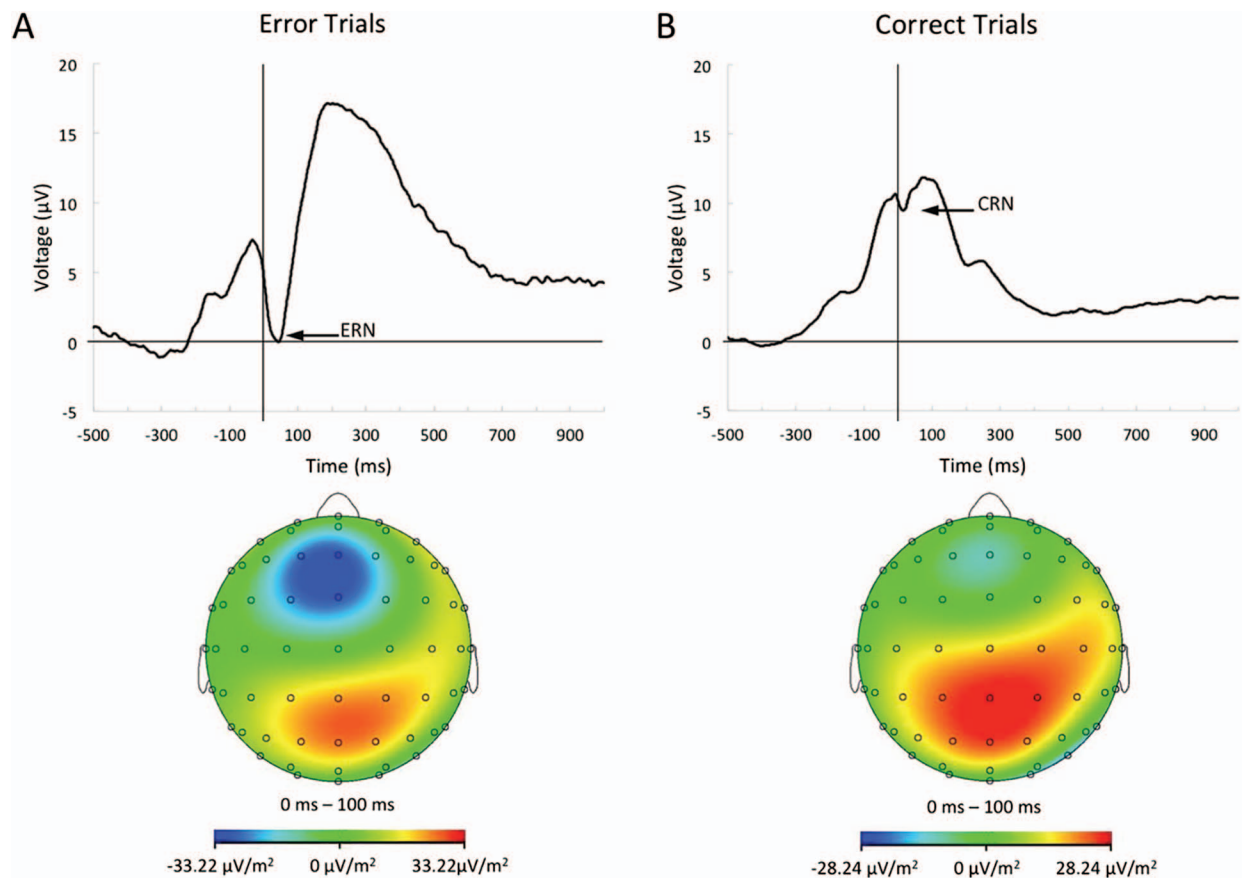 A
Error Trials
20
15
10
5
0
-5
Voltage (µV)
ERN
-500 -300 -100 100 300 500 700 900
Time (ms)
0 ms – 100 ms
-33.22 µV/m² 0 µV/m² 33.22µV/m²
B
Correct Trials
20
15
10
5
0
-5
Voltage (µV)
CRN
-500 -300 -100 100 300 500 700 900
Time (ms)
0 ms – 100 ms
-28.24 µV/m² 0 µV/m² 28.24 µV/m²